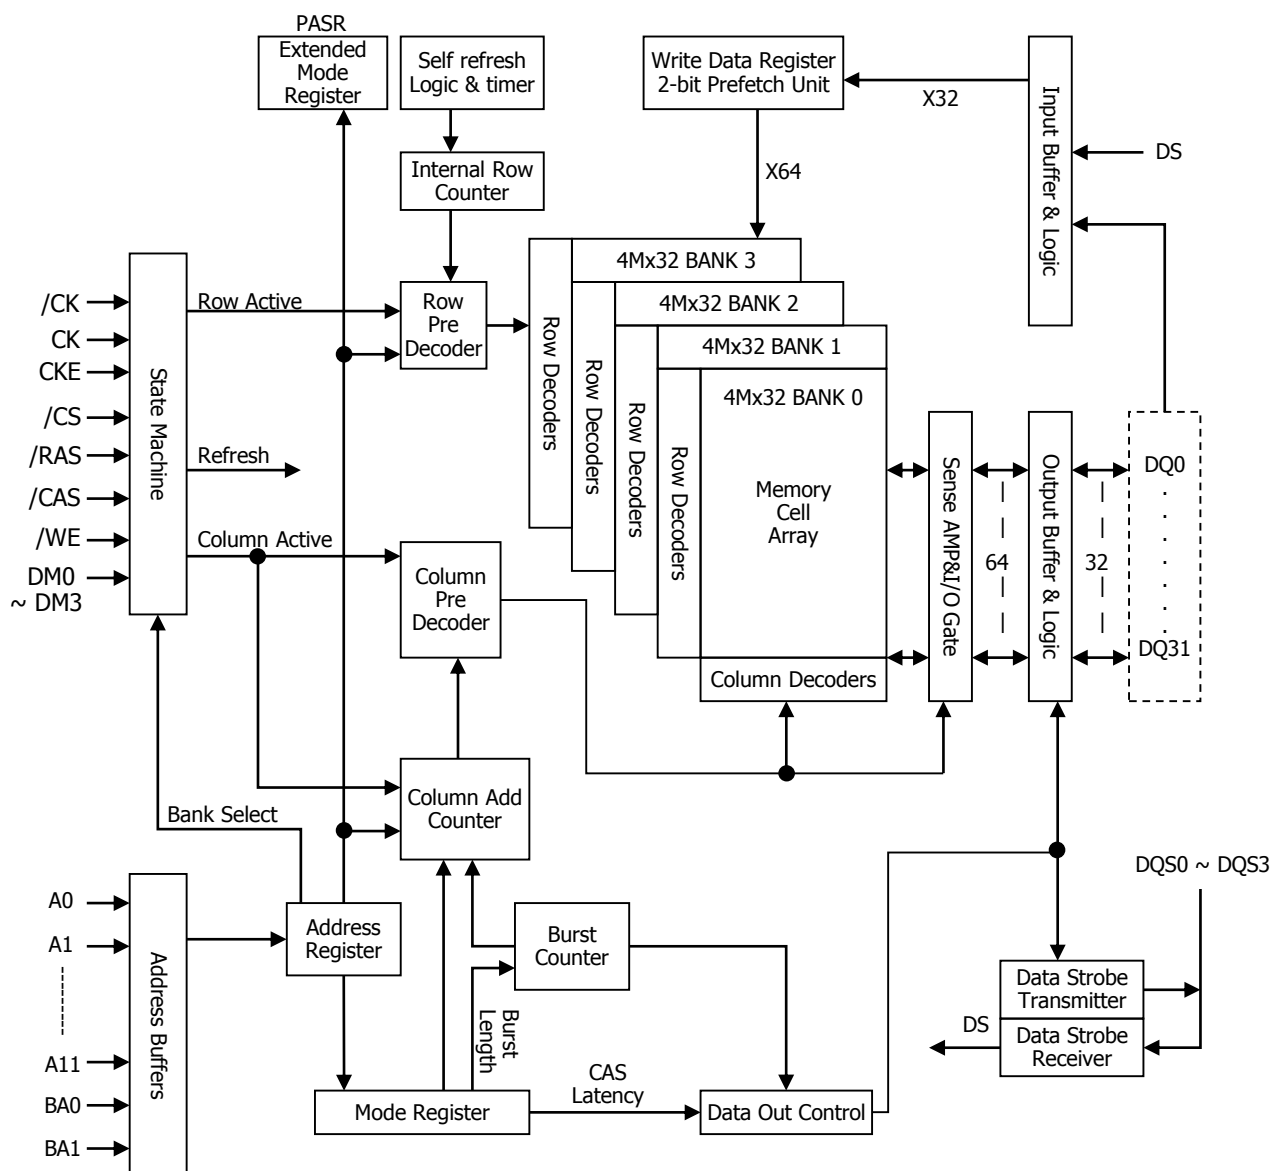 PASR
Extended
Mode
Register
Self refresh
Logic & timer
Internal Row
Counter
Write Data Register
2-bit Prefetch Unit
X32
X64
Input Buffer & Logic
DS
/CK
CK
CKE
/CS
/RAS
/CAS
/WE
DM0
~ DM3
State Machine
Row Active
Refresh
Column Active
Row
Pre
Decoder
Column
Pre
Decoder
Row Decoders
Row Decoders
Row Decoders
Row Decoders
4Mx32 BANK 3
4Mx32 BANK 2
4Mx32 BANK 1
4Mx32 BANK 0
Memory
Cell
Array
Column Decoders
Sense AMP&I/O Gate
64
Output Buffer & Logic
32
DQ0
DQ31
Bank Select
Column Add
Counter
A0
A1
A11
BA0
BA1
Address Buffers
Address
Register
Burst
Counter
Burst
Length
Mode Register
CAS
Latency
Data Out Control
DQS0 ~ DQS3
Data Strobe
Transmitter
Data Strobe
Receiver
DS